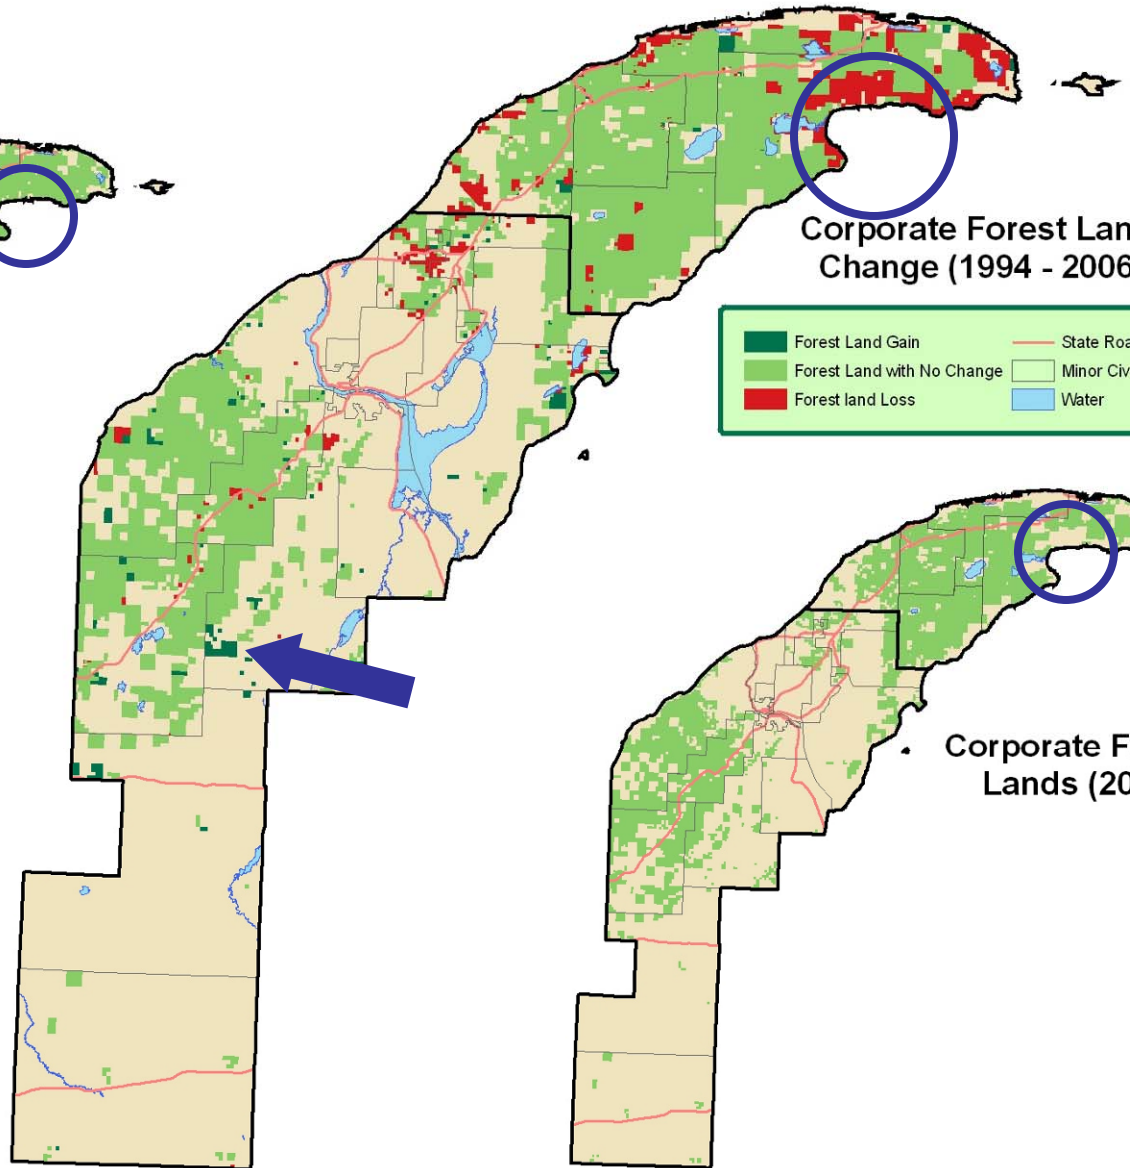 Corporate Forest Lan
Change (1994 - 2006
Forest Land Gain
State Roa
Forest Land with No Change
Minor Civ
Forest land Loss
Water
Corporate F
Lands (20